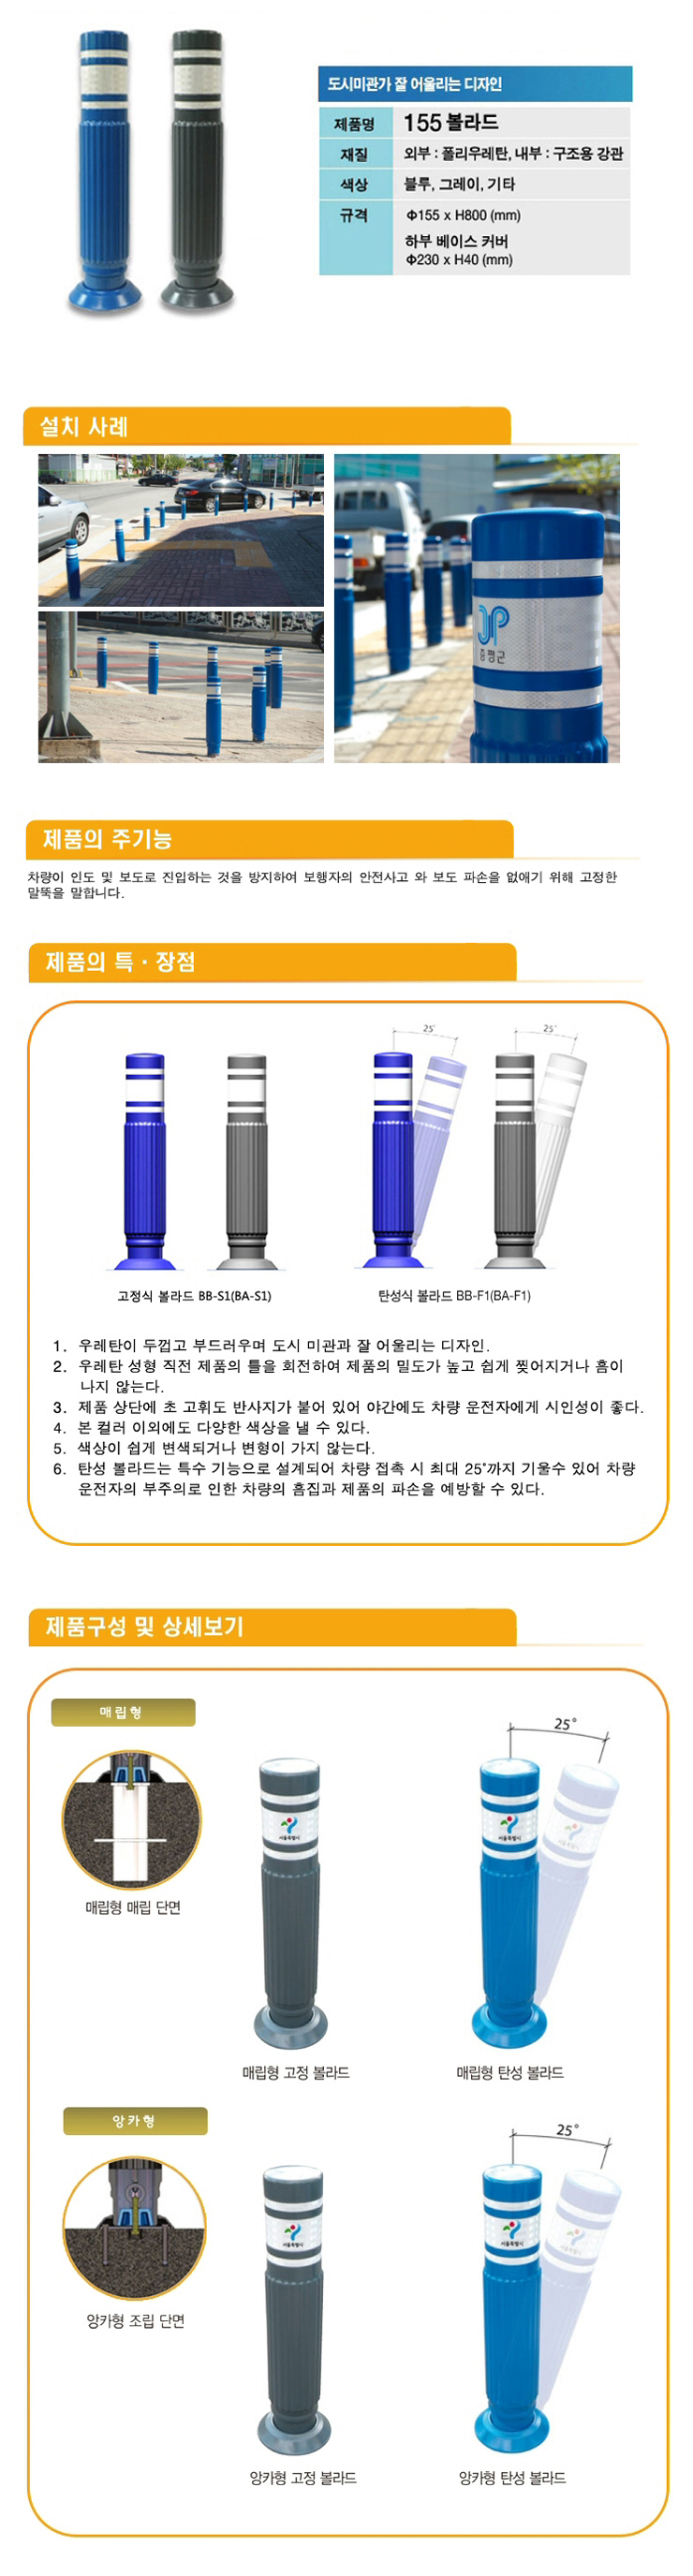 도시미관가 잘 어울리는 디자인
제품명 155 볼라드
재질 외부 : 폴리우레탄, 내부 : 구조용 강관
색상 블루, 그레이, 기타
규격 Φ155 x H800 (mm)
하부 베이스 커버
Φ230 x H40 (mm)
설치 사례
증평군
제품의 주기능
차량이 인도 및 보도로 진입하는 것을 방지하여 보행자의 안전사고 와 보도 파손을 없애기 위해 고정한
말뚝을 말합니다.
제품의 특 · 장점
25˚ 25˚
고정식 볼라드 BB-S1(BA-S1) 탄성식 볼라드 BB-F1(BA-F1)
1. 우레탄이 두껍고 부드러우며 도시 미관과 잘 어울리는 디자인.
2. 우레탄 성형 직전 제품의 틀을 회전하여 제품의 밀도가 높고 쉽게 찢어지거나 흠이
나지 않는다.
3. 제품 상단에 초 고휘도 반사지가 붙어 있어 야간에도 차량 운전자에게 시인성이 좋다.
4. 본 컬러 이외에도 다양한 색상을 낼 수 있다.
5. 색상이 쉽게 변색되거나 변형이 가지 않는다.
6. 탄성 볼라드는 특수 기능으로 설계되어 차량 접촉 시 최대 25˚까지 기울수 있어 차량
운전자의 부주의로 인한 차량의 흠집과 제품의 파손을 예방할 수 있다.
제품구성 및 상세보기
매립형
25°
서울특별시 서울특별시 서울특별시
매립형 매립 단면
매립형 고정 볼라드 매립형 탄성 볼라드
앙카형
25°
서울특별시 서울특별시
앙카형 조립 단면
앙카형 고정 볼라드 앙카형 탄성 볼라드